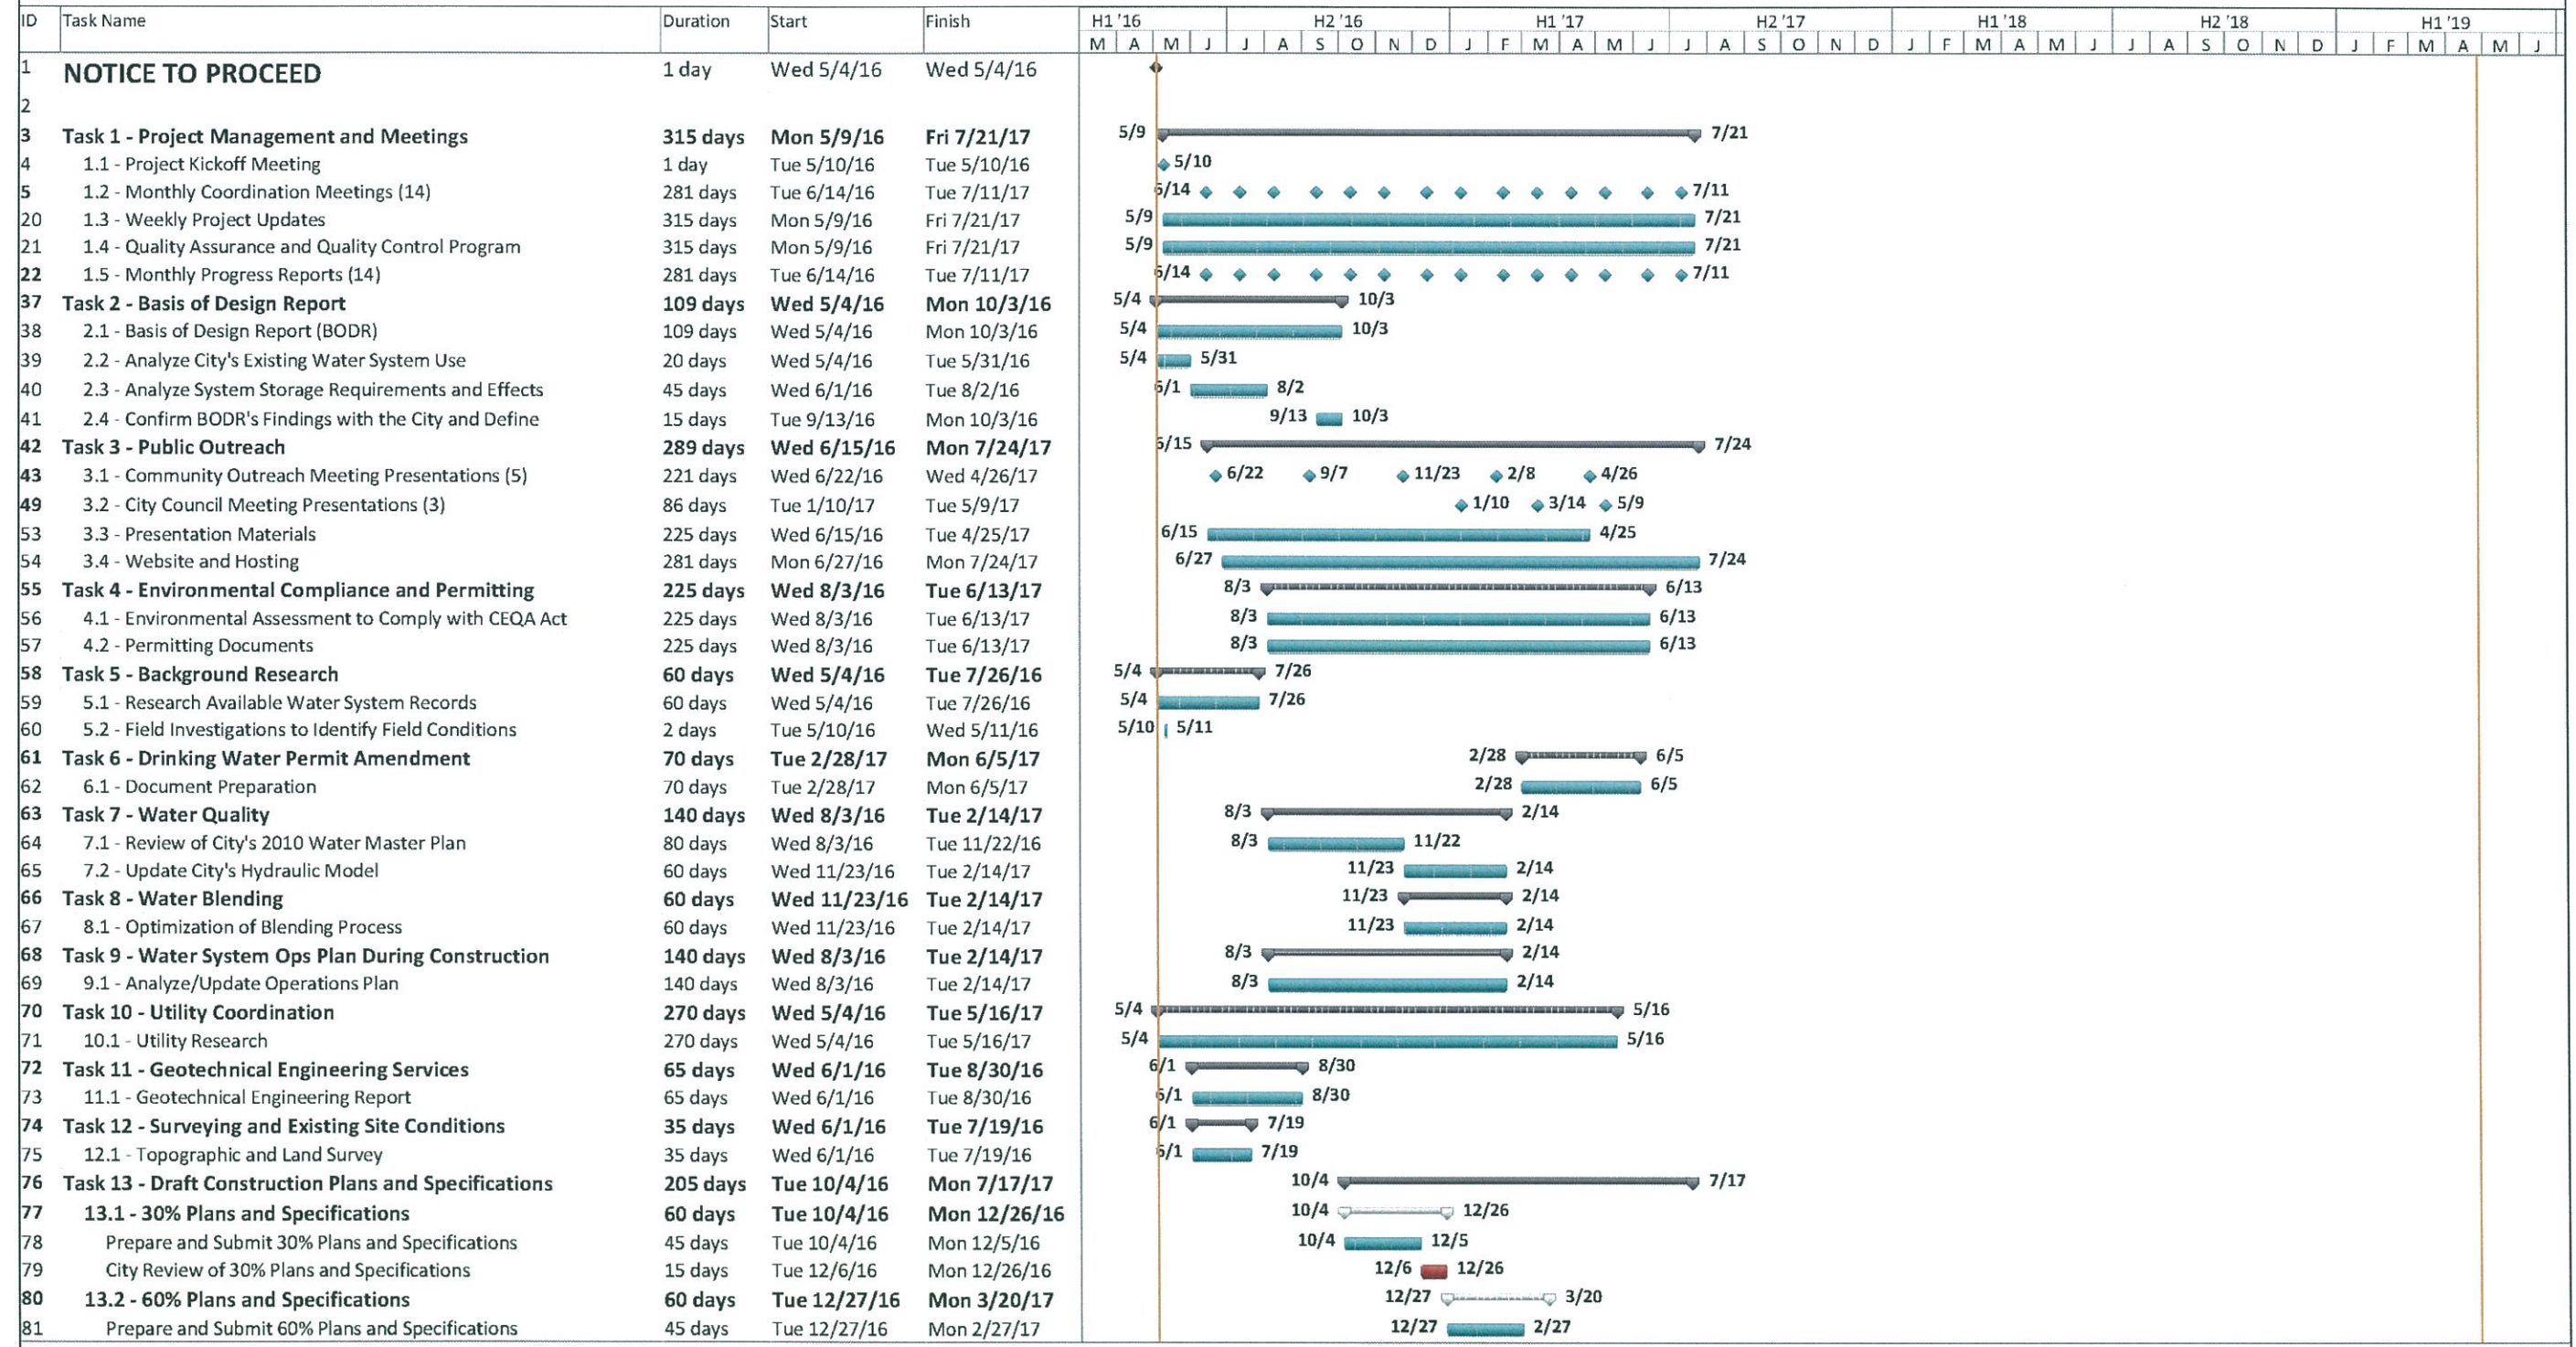 ID Task Name Duration Start Finish H1 '16 H2 '16 H1 '17 H2 '17 H1 '18 H2 '18 H1 '19
M A M J J A S O N D J F M A M J J A S O N D J F M A M J J A S O N D J F M A M J
1 NOTICE TO PROCEED 1 day Wed 5/4/16 Wed 5/4/16
2
3 Task 1 - Project Management and Meetings 315 days Mon 5/9/16 Fri 7/21/17 5/9 7/21
4 1.1 - Project Kickoff Meeting 1 day Tue 5/10/16 Tue 5/10/16 5/10
5 1.2 - Monthly Coordination Meetings (14) 281 days Tue 6/14/16 Tue 7/11/17 6/14 7/11
20 1.3 - Weekly Project Updates 315 days Mon 5/9/16 Fri 7/21/17 5/9 7/21
21 1.4 - Quality Assurance and Quality Control Program 315 days Mon 5/9/16 Fri 7/21/17 5/9 7/21
22 1.5 - Monthly Progress Reports (14) 281 days Tue 6/14/16 Tue 7/11/17 6/14 7/11
37 Task 2 - Basis of Design Report 109 days Wed 5/4/16 Mon 10/3/16 5/4 10/3
38 2.1 - Basis of Design Report (BODR) 109 days Wed 5/4/16 Mon 10/3/16 5/4 10/3
39 2.2 - Analyze City's Existing Water System Use 20 days Wed 5/4/16 Tue 5/31/16 5/4 5/31
40 2.3 - Analyze System Storage Requirements and Effects 45 days Wed 6/1/16 Tue 8/2/16 6/1 8/2
41 2.4 - Confirm BODR's Findings with the City and Define 15 days Tue 9/13/16 Mon 10/3/16 9/13 10/3
42 Task 3 - Public Outreach 289 days Wed 6/15/16 Mon 7/24/17 6/15 7/24
43 3.1 - Community Outreach Meeting Presentations (5) 221 days Wed 6/22/16 Wed 4/26/17 6/22 9/7 11/23 2/8 4/26
49 3.2 - City Council Meeting Presentations (3) 86 days Tue 1/10/17 Tue 5/9/17 1/10 3/14 5/9
53 3.3 - Presentation Materials 225 days Wed 6/15/16 Tue 4/25/17 6/15 4/25
54 3.4 - Website and Hosting 281 days Mon 6/27/16 Mon 7/24/17 6/27 7/24
55 Task 4 - Environmental Compliance and Permitting 225 days Wed 8/3/16 Tue 6/13/17 8/3 6/13
56 4.1 - Environmental Assessment to Comply with CEQA Act 225 days Wed 8/3/16 Tue 6/13/17 8/3 6/13
57 4.2 - Permitting Documents 225 days Wed 8/3/16 Tue 6/13/17 8/3 6/13
58 Task 5 - Background Research 60 days Wed 5/4/16 Tue 7/26/16 5/4 7/26
59 5.1 - Research Available Water System Records 60 days Wed 5/4/16 Tue 7/26/16 5/4 7/26
60 5.2 - Field Investigations to Identify Field Conditions 2 days Tue 5/10/16 Wed 5/11/16 5/10 5/11
61 Task 6 - Drinking Water Permit Amendment 70 days Tue 2/28/17 Mon 6/5/17 2/28 6/5
62 6.1 - Document Preparation 70 days Tue 2/28/17 Mon 6/5/17 2/28 6/5
63 Task 7 - Water Quality 140 days Wed 8/3/16 Tue 2/14/17 8/3 2/14
64 7.1 - Review of City's 2010 Water Master Plan 80 days Wed 8/3/16 Tue 11/22/16 8/3 11/22
65 7.2 - Update City's Hydraulic Model 60 days Wed 11/23/16 Tue 2/14/17 11/23 2/14
66 Task 8 - Water Blending 60 days Wed 11/23/16 Tue 2/14/17 11/23 2/14
67 8.1 - Optimization of Blending Process 60 days Wed 11/23/16 Tue 2/14/17 11/23 2/14
68 Task 9 - Water System Ops Plan During Construction 140 days Wed 8/3/16 Tue 2/14/17 8/3 2/14
69 9.1 - Analyze/Update Operations Plan 140 days Wed 8/3/16 Tue 2/14/17 8/3 2/14
70 Task 10 - Utility Coordination 270 days Wed 5/4/16 Tue 5/16/17 5/4 5/16
71 10.1 - Utility Research 270 days Wed 5/4/16 Tue 5/16/17 5/4 5/16
72 Task 11 - Geotechnical Engineering Services 65 days Wed 6/1/16 Tue 8/30/16 6/1 8/30
73 11.1 - Geotechnical Engineering Report 65 days Wed 6/1/16 Tue 8/30/16 6/1 8/30
74 Task 12 - Surveying and Existing Site Conditions 35 days Wed 6/1/16 Tue 7/19/16 6/1 7/19
75 12.1 - Topographic and Land Survey 35 days Wed 6/1/16 Tue 7/19/16 6/1 7/19
76 Task 13 - Draft Construction Plans and Specifications 205 days Tue 10/4/16 Mon 7/17/17 10/4 7/17
77 13.1 - 30% Plans and Specifications 60 days Tue 10/4/16 Mon 12/26/16 10/4 12/26
78 Prepare and Submit 30% Plans and Specifications 45 days Tue 10/4/16 Mon 12/5/16 10/4 12/5
79 City Review of 30% Plans and Specifications 15 days Tue 12/6/16 Mon 12/26/16 12/6 12/26
80 13.2 - 60% Plans and Specifications 60 days Tue 12/27/16 Mon 3/20/17 12/27 3/20
81 Prepare and Submit 60% Plans and Specifications 45 days Tue 12/27/16 Mon 2/27/17 12/27 2/27